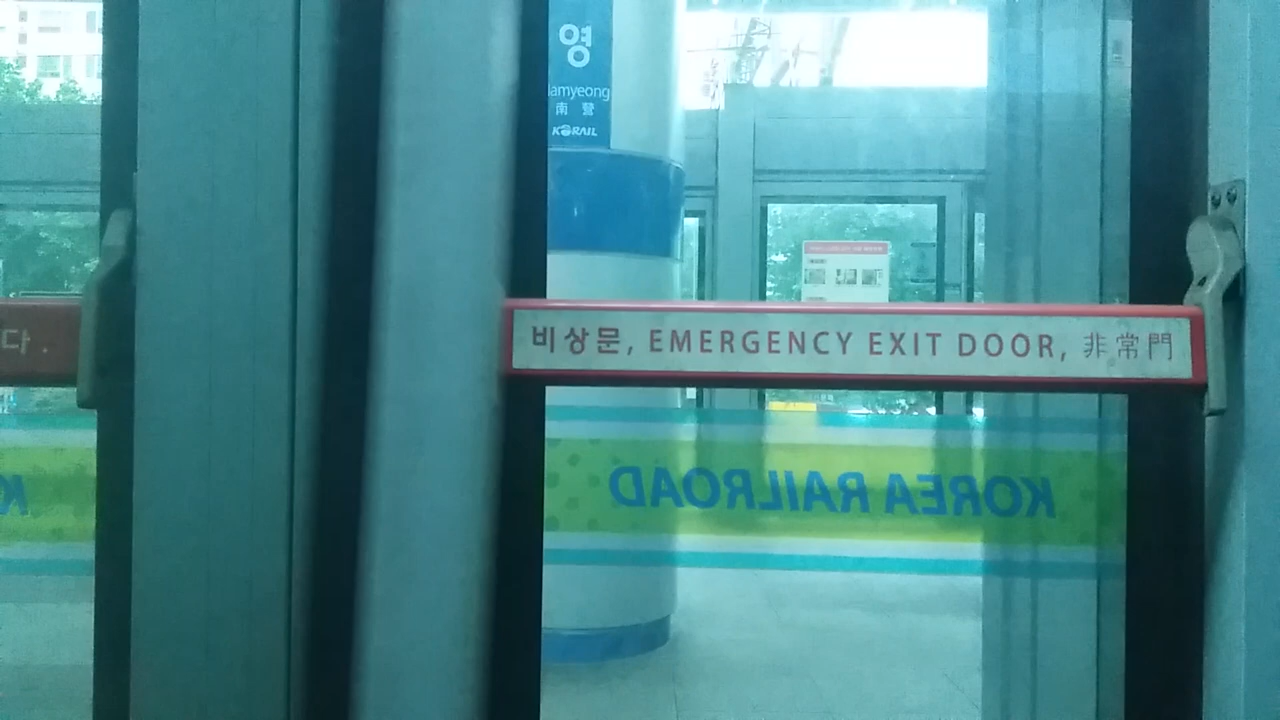 영
amyeong
南 營
KORAIL
다.
비상문, EMERGENCY EXIT DOOR, 非常門
KOREA RAILROAD
K